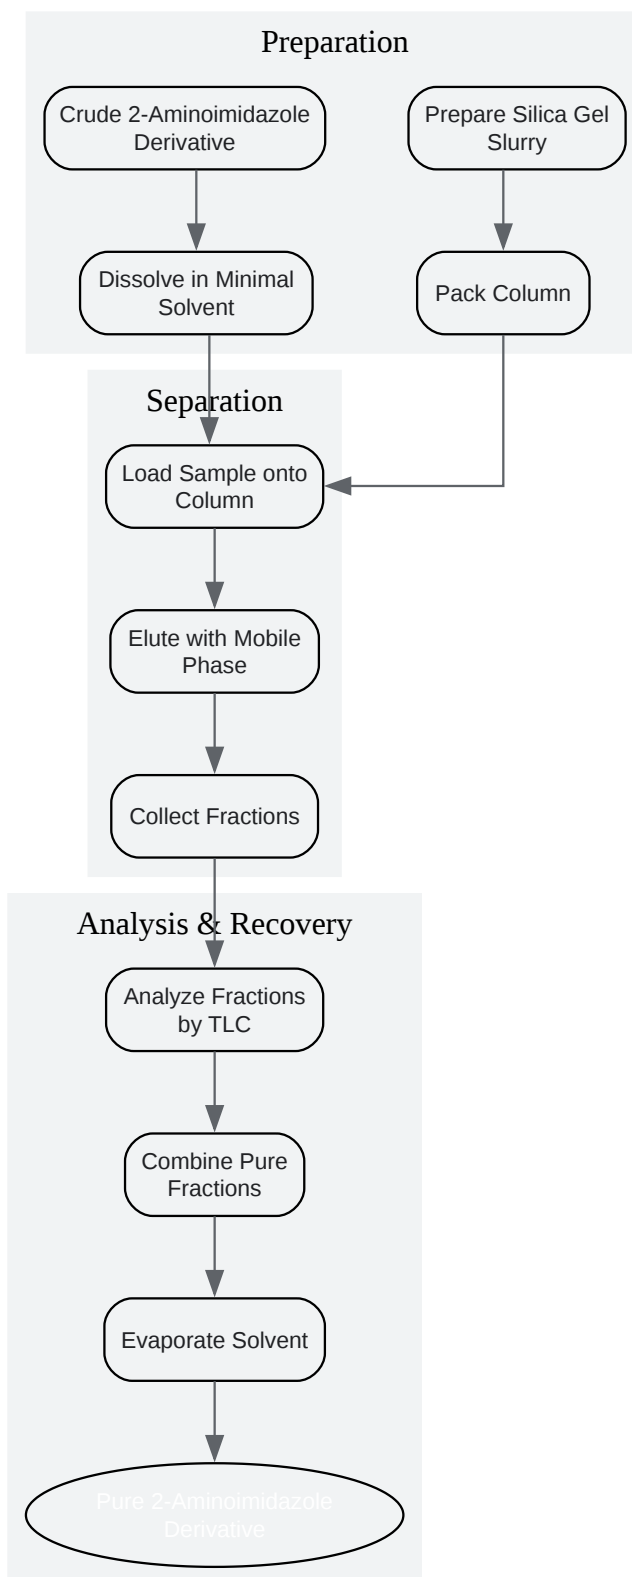 Preparation
Crude 2-Aminoimidazole
Derivative
Prepare Silica Gel
Slurry
Dissolve in Minimal
Solvent
Pack Column
Separation
Load Sample onto
Column
Elute with Mobile
Phase
Collect Fractions
Analysis & Recovery
Analyze Fractions
by TLC
Combine Pure
Fractions
Evaporate Solvent
Pure 2-Aminoimidazole
Derivative